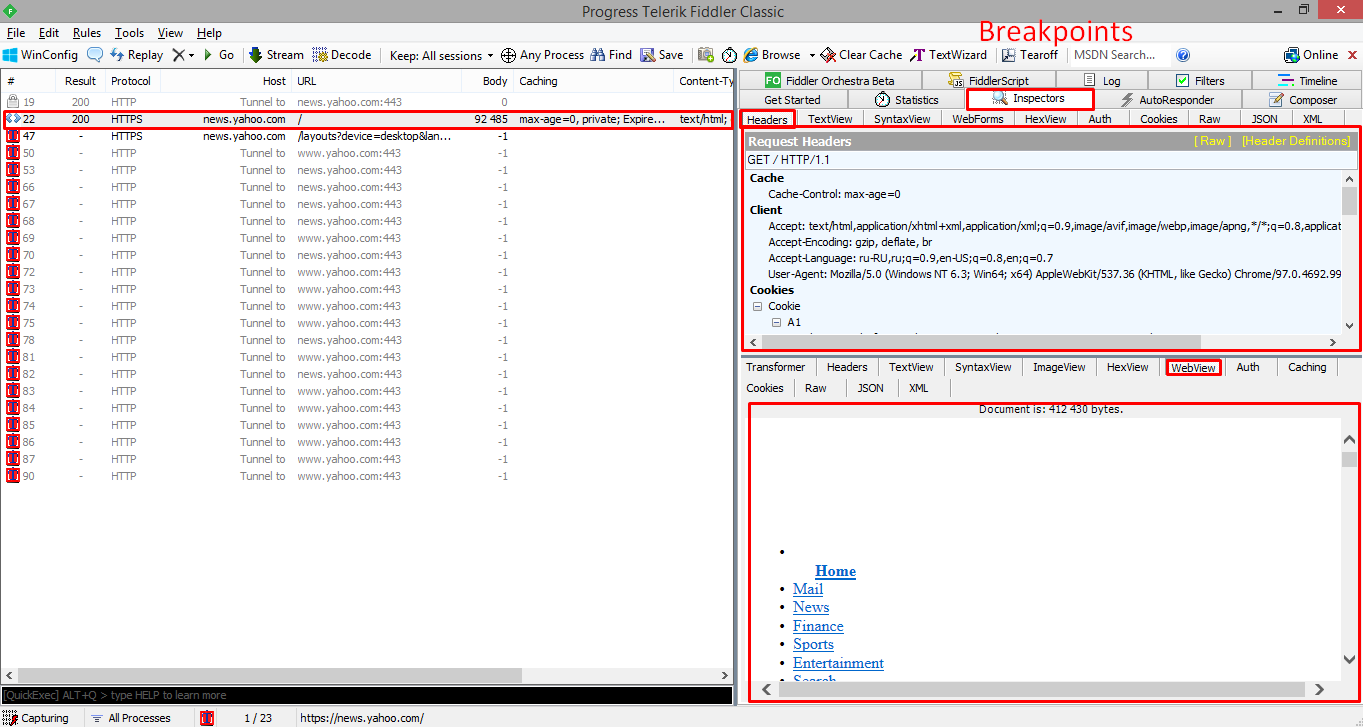 Progress Telerik Fiddler Classic
File Edit Rules Tools View Help
Breakpoints
WinConfig Replay Go Stream Decode Keep: All sessions Any Process Find Save Browse Clear Cache TextWizard Tearoff MSDN Search... Online
# Result Protocol Host URL Body Caching Content-Ty
19 200 HTTP Tunnel to news.yahoo.com:443 0
22 200 HTTPS news.yahoo.com / 92 485 max-age=0, private; Expire... text/html;
47 - HTTPS news.yahoo.com /layouts?device=desktop&lan... -1
50 - HTTP Tunnel to www.yahoo.com:443 -1
53 - HTTP Tunnel to www.yahoo.com:443 -1
66 - HTTP Tunnel to www.yahoo.com:443 -1
67 - HTTP Tunnel to www.yahoo.com:443 -1
68 - HTTP Tunnel to www.yahoo.com:443 -1
69 - HTTP Tunnel to www.yahoo.com:443 -1
70 - HTTP Tunnel to www.yahoo.com:443 -1
72 - HTTP Tunnel to www.yahoo.com:443 -1
73 - HTTP Tunnel to www.yahoo.com:443 -1
74 - HTTP Tunnel to www.yahoo.com:443 -1
75 - HTTP Tunnel to www.yahoo.com:443 -1
78 - HTTP Tunnel to www.yahoo.com:443 -1
81 - HTTP Tunnel to www.yahoo.com:443 -1
82 - HTTP Tunnel to www.yahoo.com:443 -1
83 - HTTP Tunnel to www.yahoo.com:443 -1
84 - HTTP Tunnel to www.yahoo.com:443 -1
85 - HTTP Tunnel to www.yahoo.com:443 -1
86 - HTTP Tunnel to www.yahoo.com:443 -1
87 - HTTP Tunnel to www.yahoo.com:443 -1
90 - HTTP Tunnel to www.yahoo.com:443 -1
FO Fiddler Orchestra Beta FiddlerScript Log Filters Timeline
Get Started Statistics Inspectors AutoResponder Composer
Headers TextView SyntaxView WebForms HexView Auth Cookies Raw JSON XML
Request Headers [ Raw ] [Header Definitions]
GET / HTTP/1.1
Cache
Cache-Control: max-age=0
Client
Accept: text/html,application/xhtml+xml,application/xml;q=0.9,image/avif,image/webp,image/apng,*/*;q=0.8,applicat
Accept-Encoding: gzip, deflate, br
Accept-Language: ru-RU,ru;q=0.9,en-US;q=0.8,en;q=0.7
User-Agent: Mozilla/5.0 (Windows NT 6.3; Win64; x64) AppleWebKit/537.36 (KHTML, like Gecko) Chrome/97.0.4692.99
Cookies
Cookie
A1
Transformer Headers TextView SyntaxView ImageView HexView WebView Auth Caching
Cookies Raw JSON XML
Document is: 412 430 bytes.
Home
Mail
News
Finance
Sports
Entertainment
Search
[QuickExec] ALT+Q > type HELP to learn more
Capturing All Processes 1 / 23 https://news.yahoo.com/